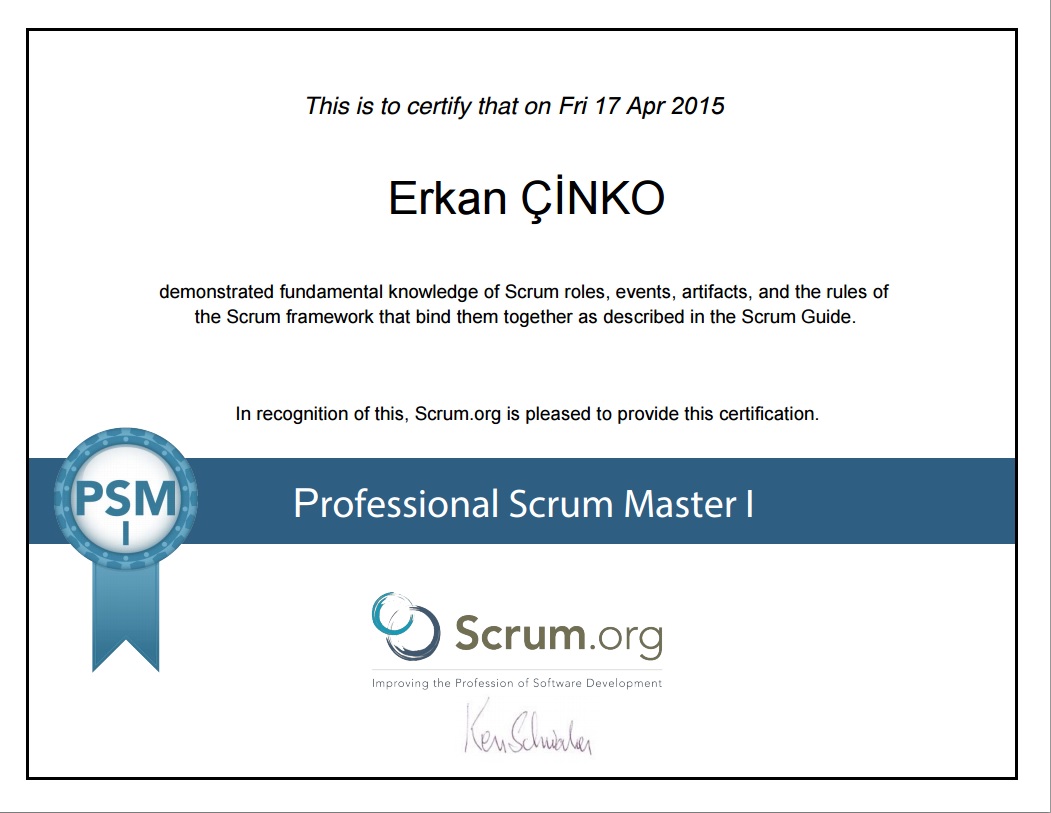 This is to certify that on Fri 17 Apr 2015
Erkan ÇİNKO
demonstrated fundamental knowledge of Scrum roles, events, artifacts, and the rules of
the Scrum framework that bind them together as described in the Scrum Guide.
In recognition of this, Scrum.org is pleased to provide this certification.
PSM
I
Professional Scrum Master I
Scrum.org
Improving the Profession of Software Development
Ken Schwaber